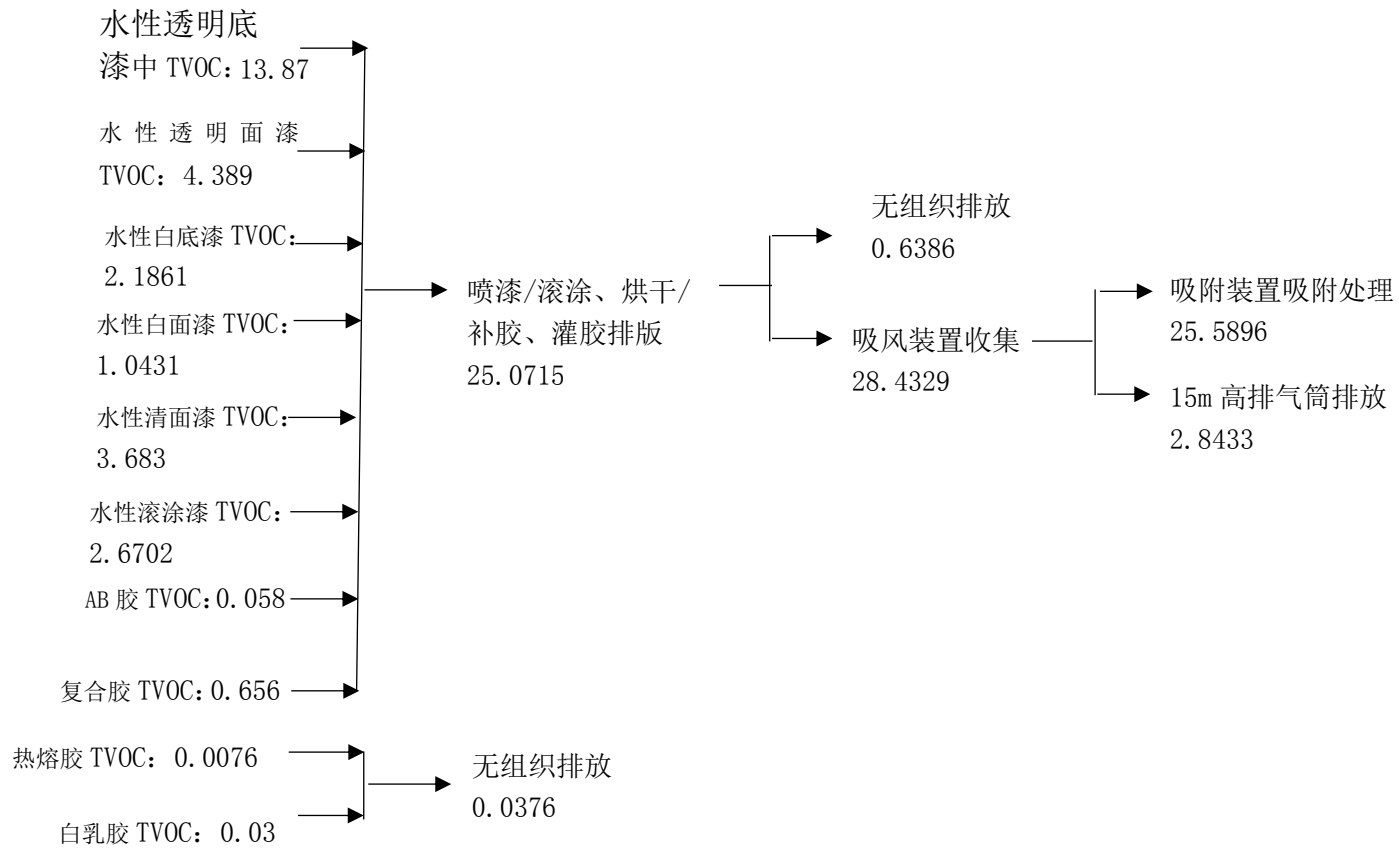 水性透明底
漆中 TVOC：13.87
水性透明面漆
TVOC：4.389
水性白底漆 TVOC：
2.1861
水性白面漆 TVOC：
1.0431
水性清面漆 TVOC：
3.683
水性滚涂漆 TVOC：
2.6702
AB 胶 TVOC：0.058
复合胶 TVOC：0.656
喷漆/滚涂、烘干/
补胶、灌胶排版
25.0715
无组织排放
0.6386
吸风装置收集
28.4329
吸附装置吸附处理
25.5896
15m 高排气筒排放
2.8433
热熔胶 TVOC：0.0076
白乳胶 TVOC：0.03
无组织排放
0.0376